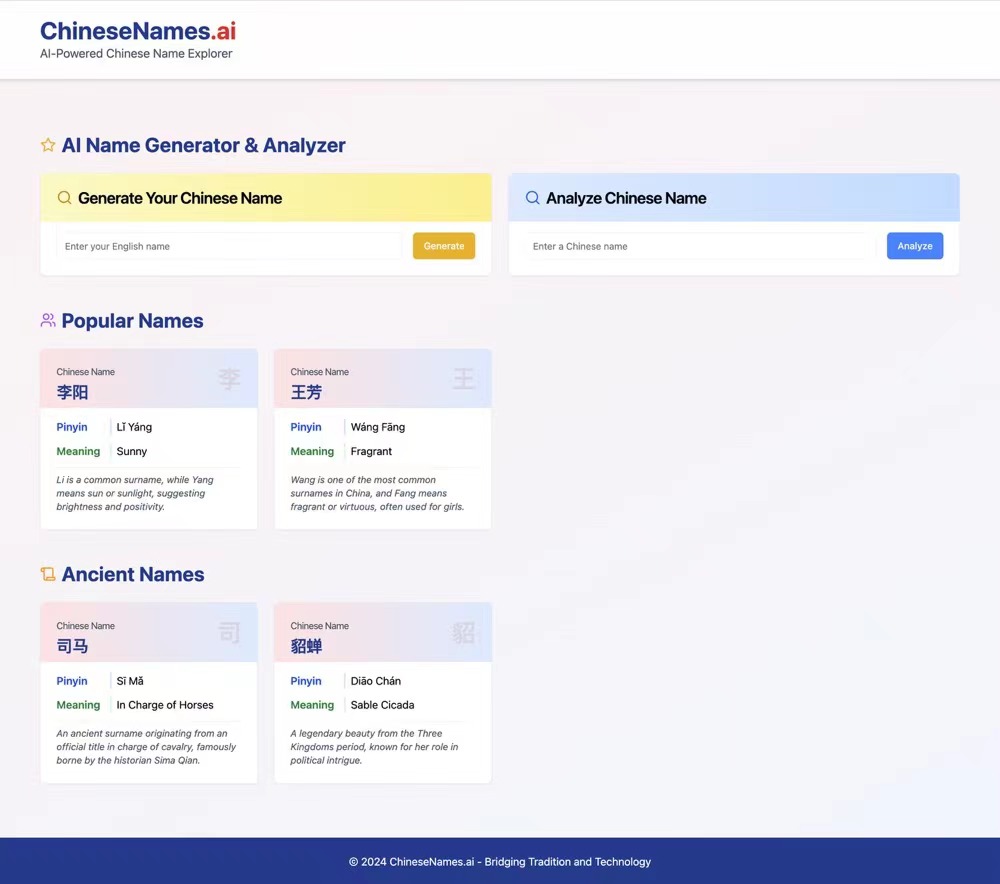 ChineseNames.ai
AI-Powered Chinese Name Explorer
AI Name Generator & Analyzer
Generate Your Chinese Name
Enter your English name
Generate
Analyze Chinese Name
Enter a Chinese name
Analyze
Popular Names
Chinese Name
李阳
李
Pinyin
Lǐ Yáng
Meaning
Sunny
Li is a common surname, while Yang
means sun or sunlight, suggesting
brightness and positivity.
Chinese Name
王芳
王
Pinyin
Wáng Fāng
Meaning
Fragrant
Wang is one of the most common
surnames in China, and Fang means
fragrant or virtuous, often used for girls.
Ancient Names
Chinese Name
司马
司
Pinyin
Sī Mǎ
Meaning
In Charge of Horses
An ancient surname originating from an
official title in charge of cavalry, famously
borne by the historian Sima Qian.
Chinese Name
貂蝉
貂
Pinyin
Diāo Chán
Meaning
Sable Cicada
A legendary beauty from the Three
Kingdoms period, known for her role in
political intrigue.
© 2024 ChineseNames.ai - Bridging Tradition and Technology